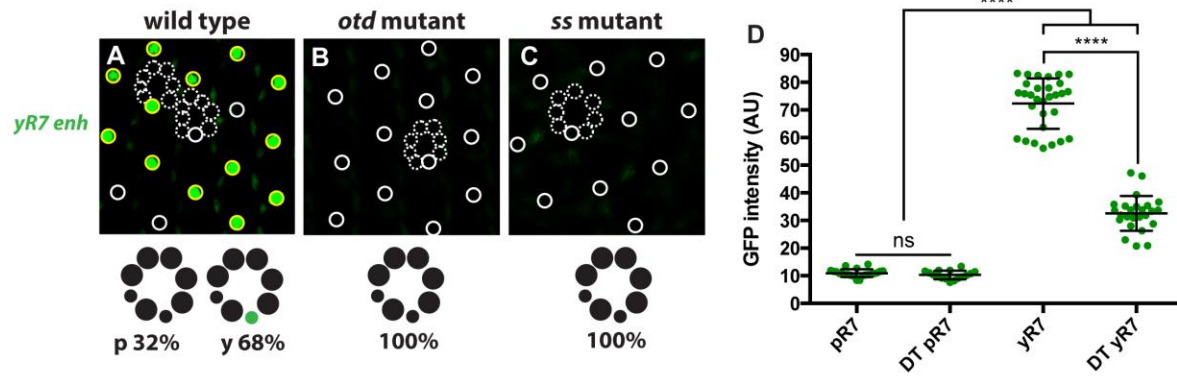 wild type
otd mutant
ss mutant
yR7 enh
A
B
C
p 32%
y 68%
100%
100%
D
GFP intensity (AU)
90
80
70
60
50
40
30
20
10
0
****
****
ns
pR7
DT pR7
yR7
DT yR7